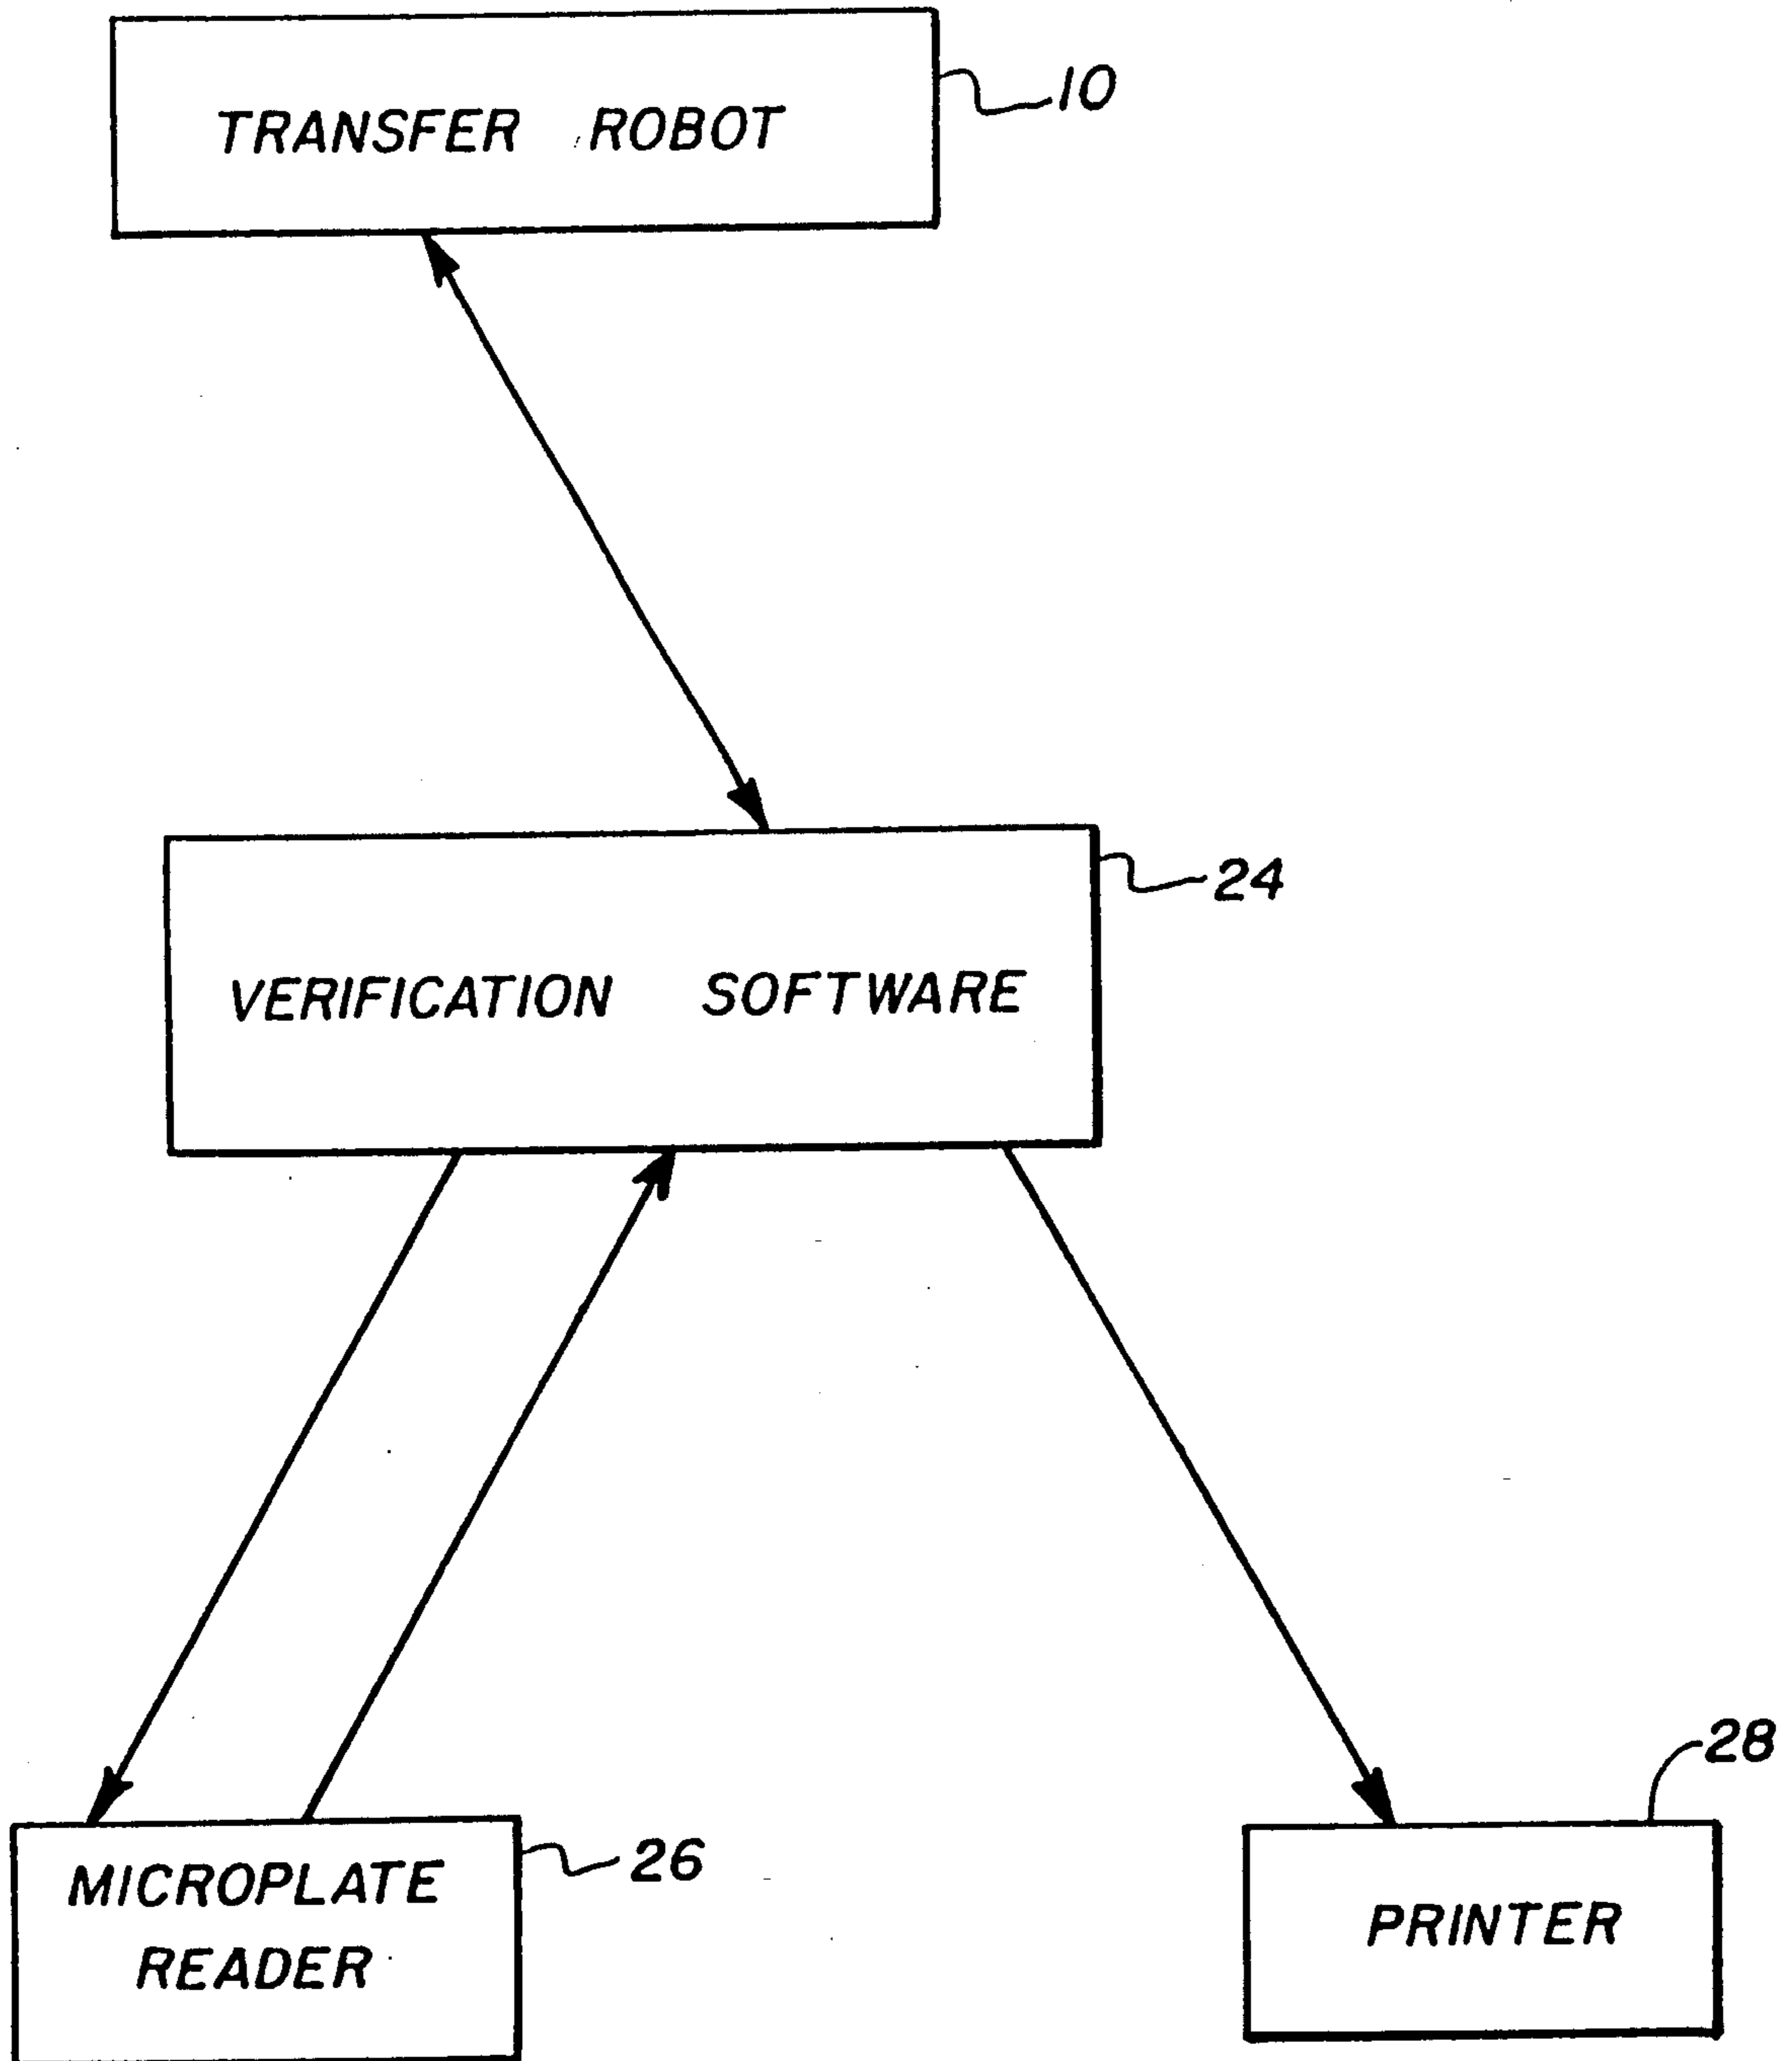 TRANSFER ROBOT
10
VERIFICATION SOFTWARE
24
MICROPLATE
READER
26
PRINTER
28